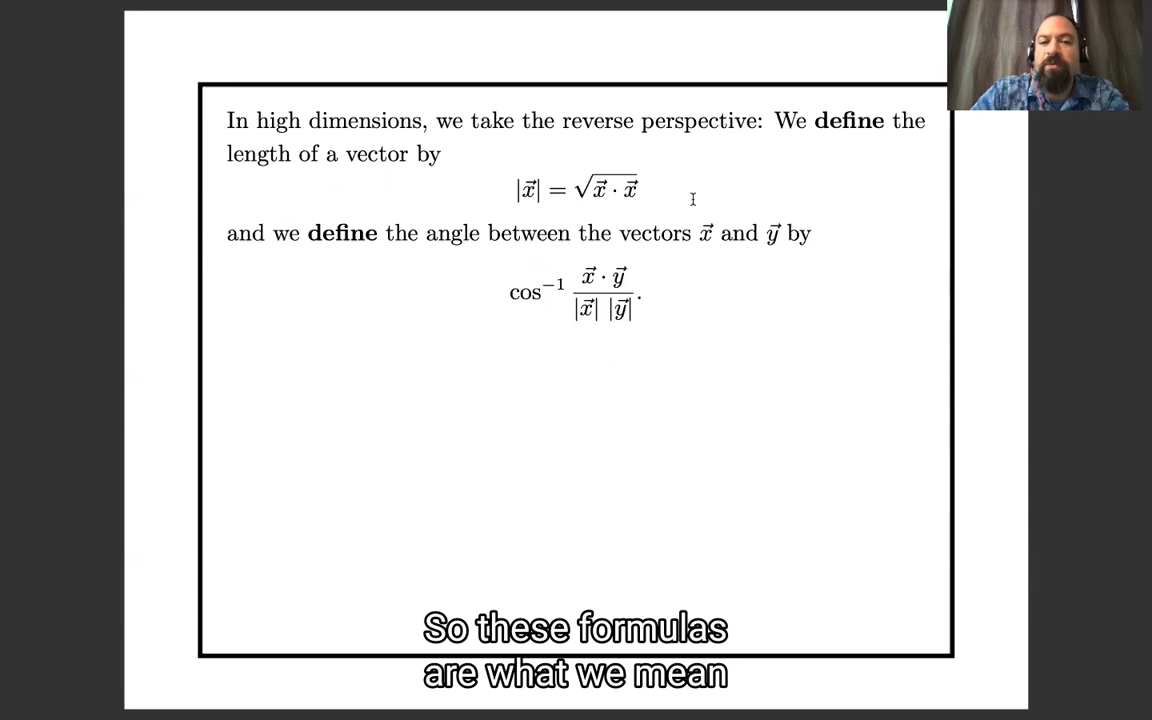 In high dimensions, we take the reverse perspective: We define the
length of a vector by
|x⃗| = √x⃗ · x⃗
and we define the angle between the vectors x⃗ and y⃗ by
cos⁻¹ x⃗ · y⃗ / |x⃗| |y⃗| .
So these formulas
are what we mean